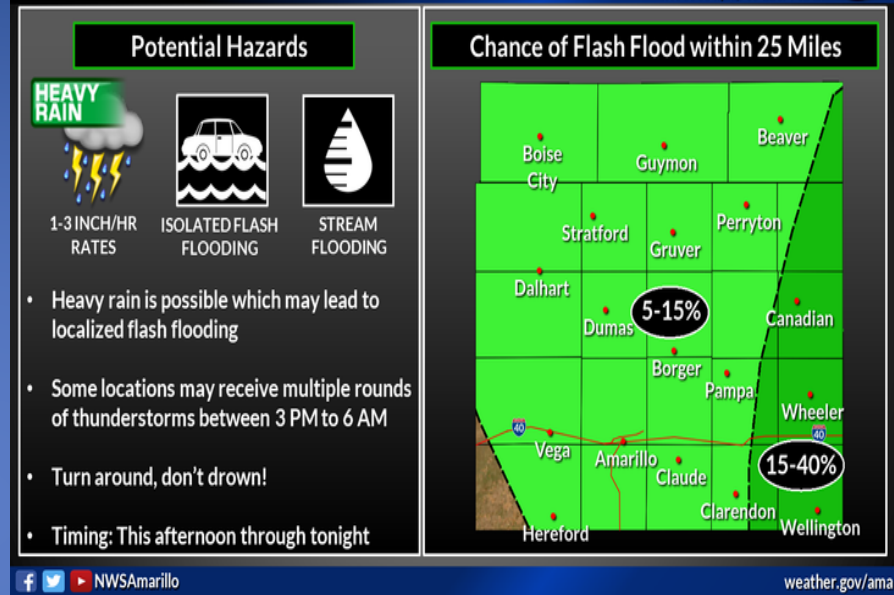 Potential Hazards
HEAVY
RAIN
1-3 INCH/HR
RATES
ISOLATED FLASH
FLOODING
STREAM
FLOODING
• Heavy rain is possible which may lead to
localized flash flooding
• Some locations may receive multiple rounds
of thunderstorms between 3 PM to 6 AM
• Turn around, don't drown!
• Timing: This afternoon through tonight
Chance of Flash Flood within 25 Miles
Boise
City
Guymon
Beaver
Stratford
Gruver
Perryton
Dalhart
Dumas
5-15%
Canadian
Borger
Pampa
Wheeler
40
Vega
Amarillo
Claude
40
15-40%
Clarendon
Hereford
Wellington
NWSAmarillo
weather.gov/ama